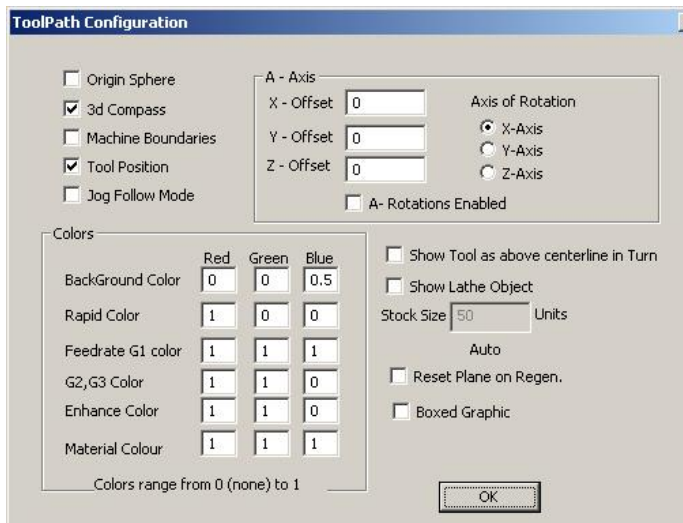 ToolPath Configuration
Origin Sphere
3d Compass
Machine Boundaries
Tool Position
Jog Follow Mode
A - Axis
X - Offset 0
Y - Offset 0
Z - Offset 0
Axis of Rotation
X-Axis
Y-Axis
Z-Axis
A- Rotations Enabled
Colors
Red Green Blue
BackGround Color 0 0 0.5
Rapid Color 1 0 0
Feedrate G1 color 1 1 1
G2,G3 Color 1 1 0
Enhance Color 1 1 0
Material Colour 1 1 1
Colors range from 0 (none) to 1
Show Tool as above centerline in Turn
Show Lathe Object
Stock Size 50 Units
Auto
Reset Plane on Regen.
Boxed Graphic
OK